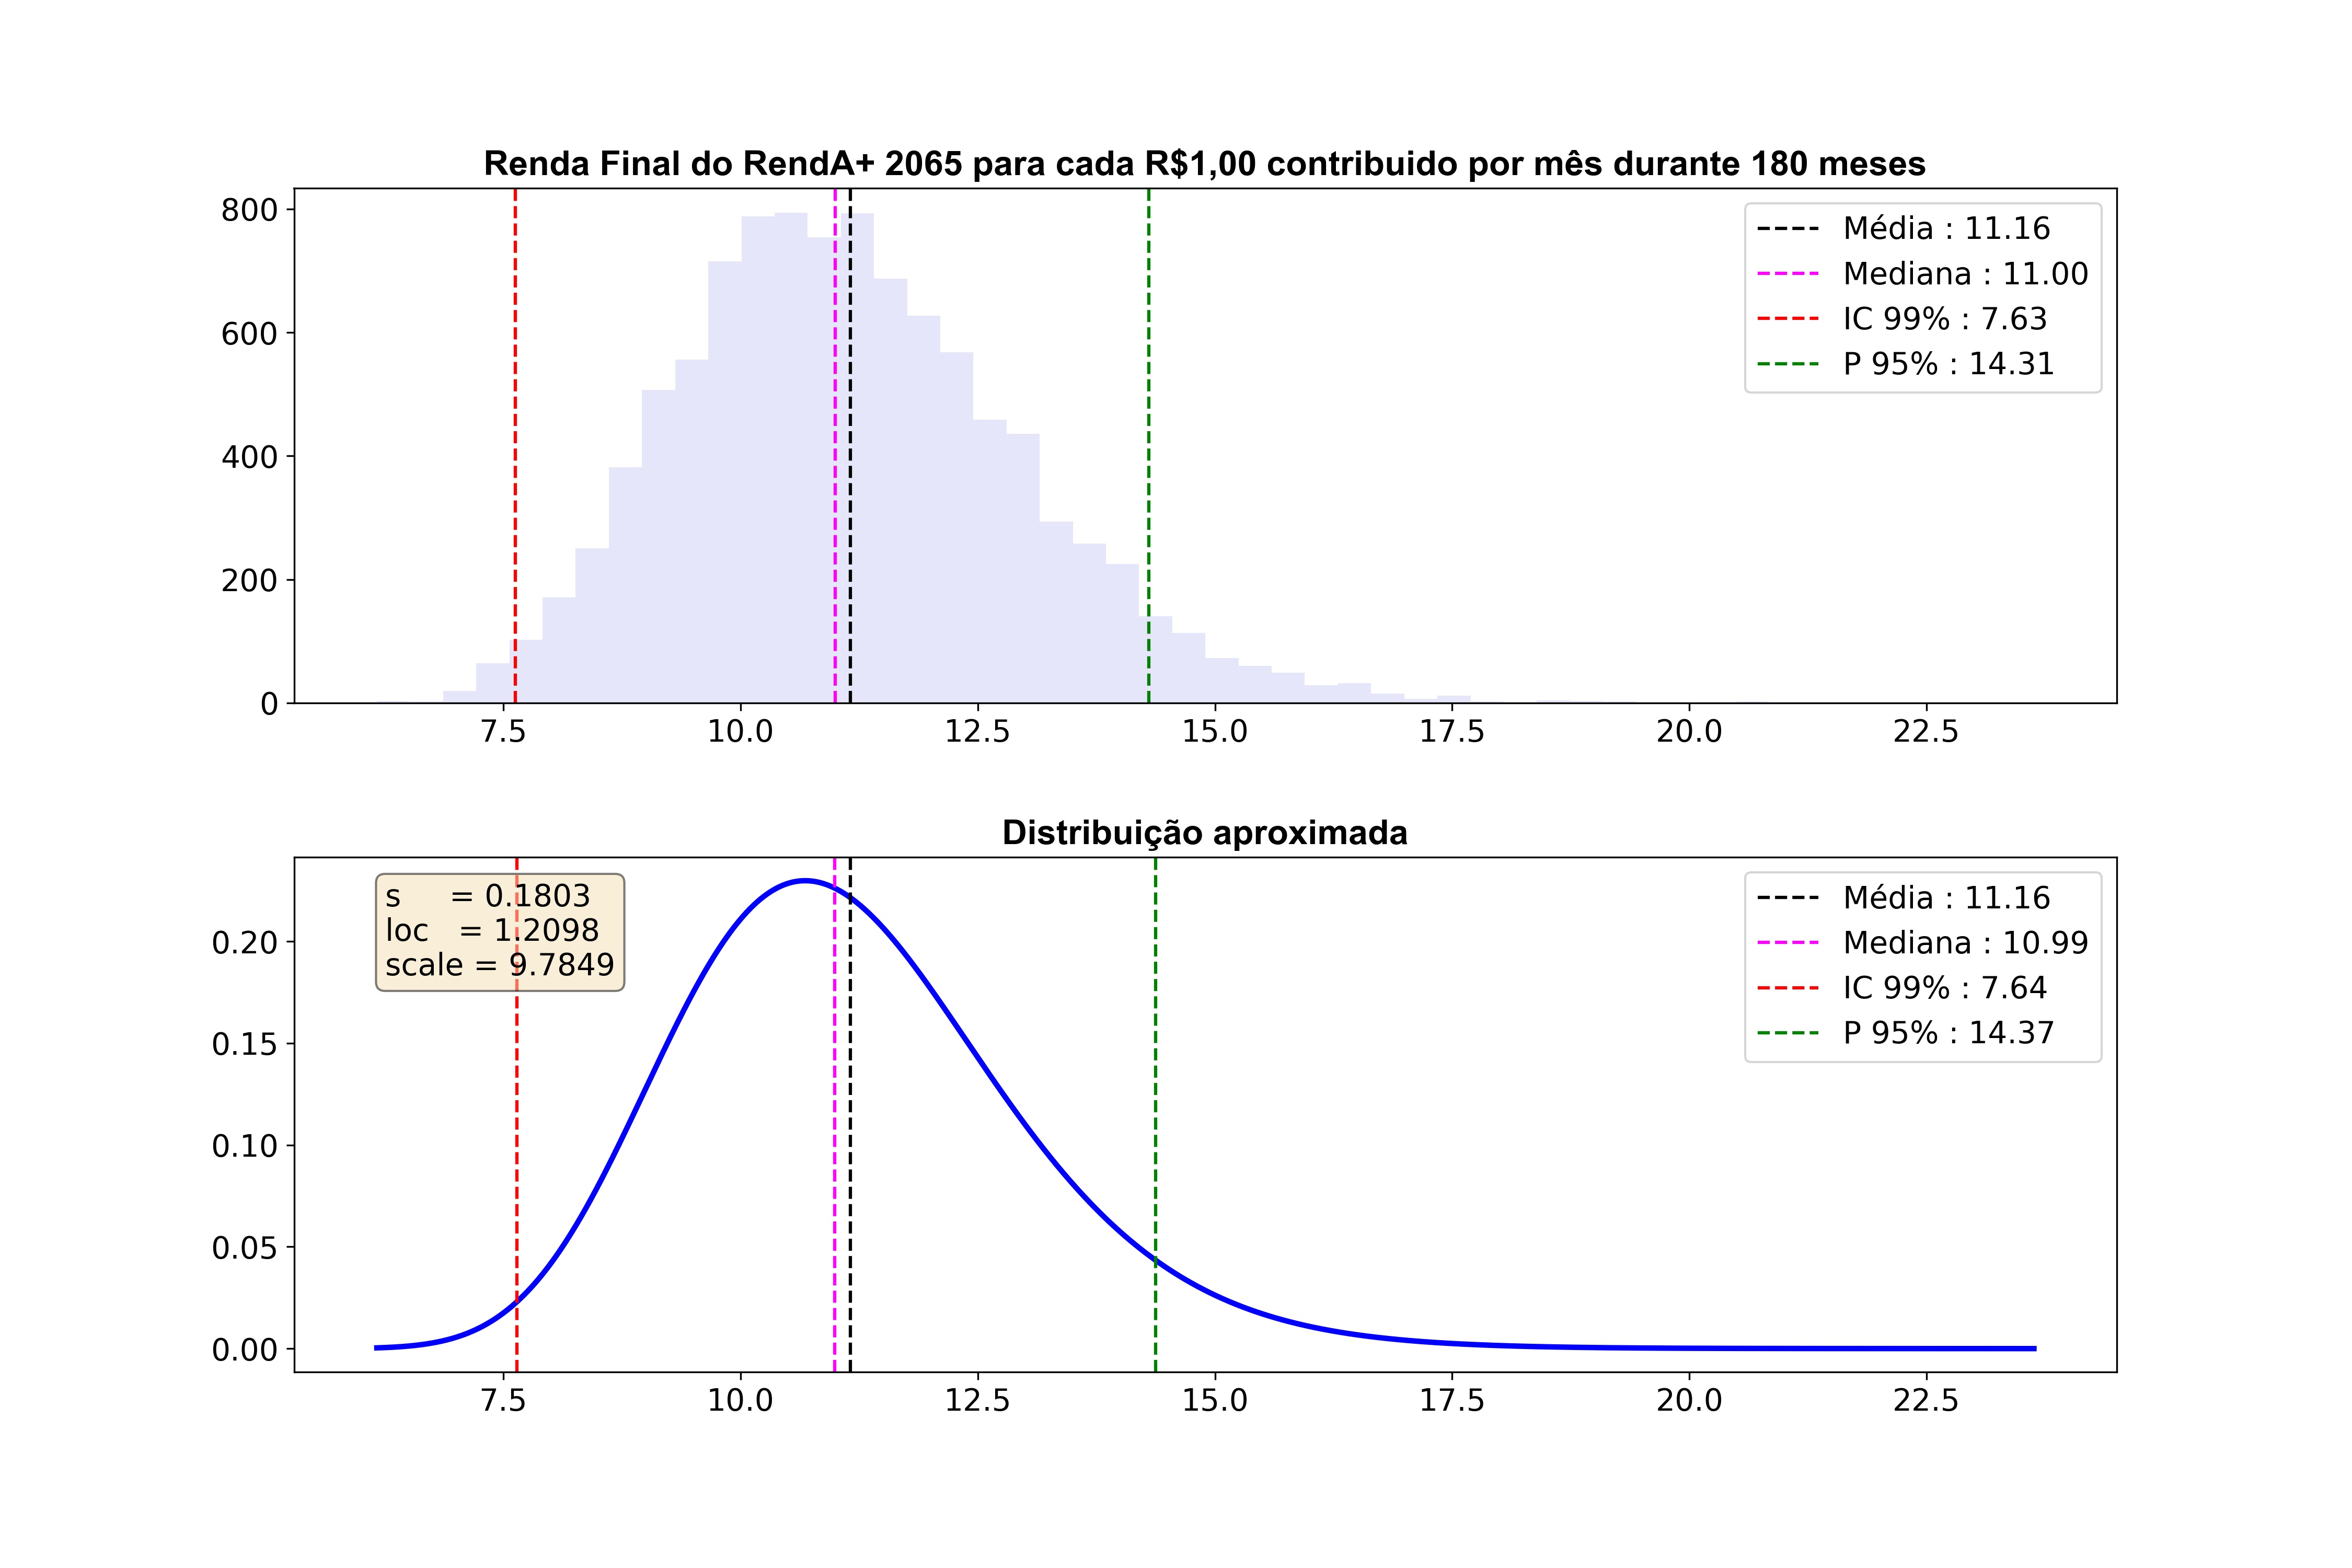 Renda Final do RendA+ 2065 para cada R$1,00 contribuido por mês durante 180 meses
800
600
400
200
0
7.5 10.0 12.5 15.0 17.5 20.0 22.5
Média : 11.16
Mediana : 11.00
IC 99% : 7.63
P 95% : 14.31
Distribuição aproximada
s = 0.1803
loc = 1.2098
scale = 9.7849
0.20
0.15
0.10
0.05
0.00
7.5 10.0 12.5 15.0 17.5 20.0 22.5
Média : 11.16
Mediana : 10.99
IC 99% : 7.64
P 95% : 14.37